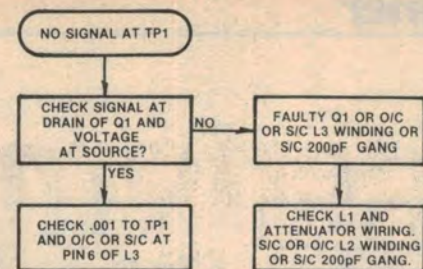 NO SIGNAL AT TP1
CHECK SIGNAL AT
DRAIN OF Q1 AND
VOLTAGE
AT SOURCE?
NO
FAULTY Q1 OR O/C
OR S/C L3 WINDING OR
S/C 200pF GANG
YES
CHECK .001 TO TP1
AND O/C OR S/C AT
PIN 6 OF L3
CHECK L1 AND
ATTENUATOR WIRING.
S/C OR O/C L2 WINDING
OR S/C 200pF GANG.